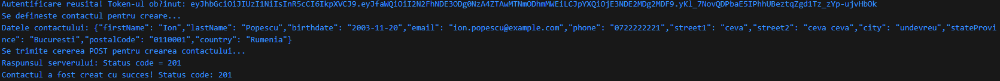 Autentificare reusita! Token-ul ob?inut: eyJhbGciOiJIUzI1NiIsInR5cCI6IkpXVCJ9.eyJfaWQiOiI2N2FhNDE3ODg0NzA4ZTAwMTNmODhmMWEiLCJpYXQiOjE3NDE2MDg2MDF9.yKl_7NovQDPbaE5IPhhUBeztqZgd1Tz_zYp-ujvHbOk
Se defineste contactul pentru creare...
Datele contactului: {"firstName": "Ion","lastName": "Popescu","birthdate": "2003-11-20","email": "ion.popescu@example.com","phone": "0722222221","street1": "ceva","street2": "ceva ceva","city": "undevreu","stateProvi
nce": "Bucuresti","postalCode": "0110001","country": "Rumenia"}
Se trimite cererea POST pentru crearea contactului...
Raspunsul serverului: Status code = 201
Contactul a fost creat cu succes! Status code: 201